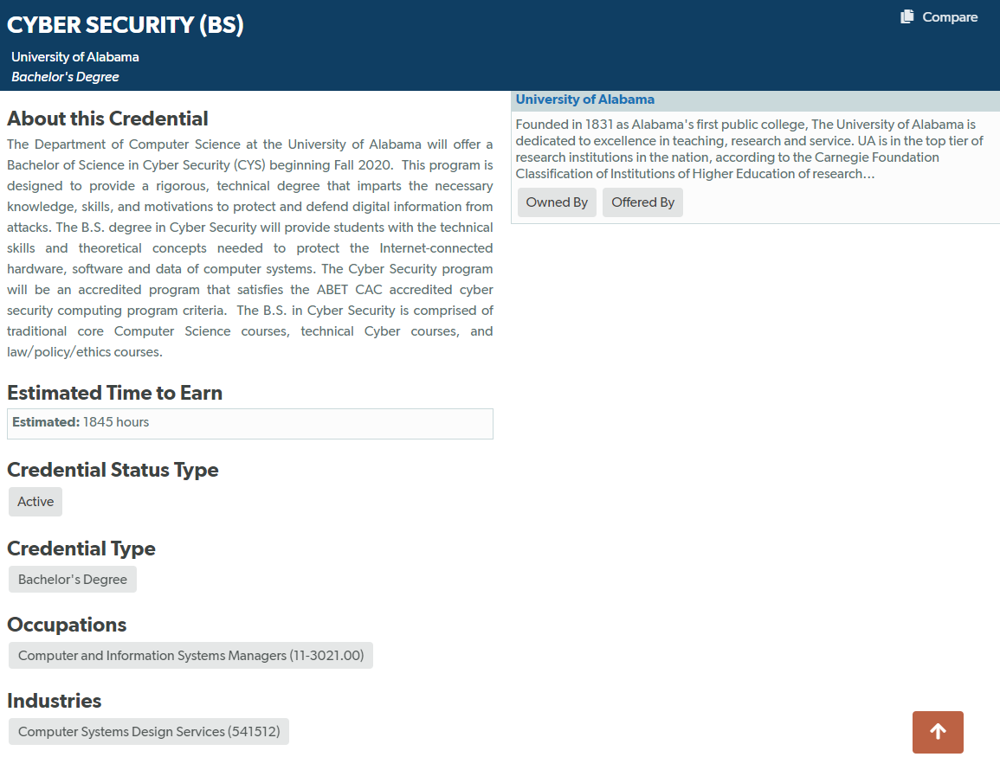 CYBER SECURITY (BS)
Compare
University of Alabama
Bachelor's Degree
About this Credential
The Department of Computer Science at the University of Alabama will offer a
Bachelor of Science in Cyber Security (CYS) beginning Fall 2020.  This program is
designed to provide a rigorous, technical degree that imparts the necessary
knowledge, skills, and motivations to protect and defend digital information from
attacks. The B.S. degree in Cyber Security will provide students with the technical
skills and theoretical concepts needed to protect the Internet-connected
hardware, software and data of computer systems. The Cyber Security program
will be an accredited program that satisfies the ABET CAC accredited cyber
security computing program criteria.  The B.S. in Cyber Security is comprised of
traditional core Computer Science courses, technical Cyber courses, and
law/policy/ethics courses.
Estimated Time to Earn
Estimated: 1845 hours
Credential Status Type
Active
Credential Type
Bachelor's Degree
Occupations
Computer and Information Systems Managers (11-3021.00)
Industries
Computer Systems Design Services (541512)
University of Alabama
Founded in 1831 as Alabama's first public college, The University of Alabama is
dedicated to excellence in teaching, research and service. UA is in the top tier of
research institutions in the nation, according to the Carnegie Foundation
Classification of Institutions of Higher Education of research...
Owned By
Offered By